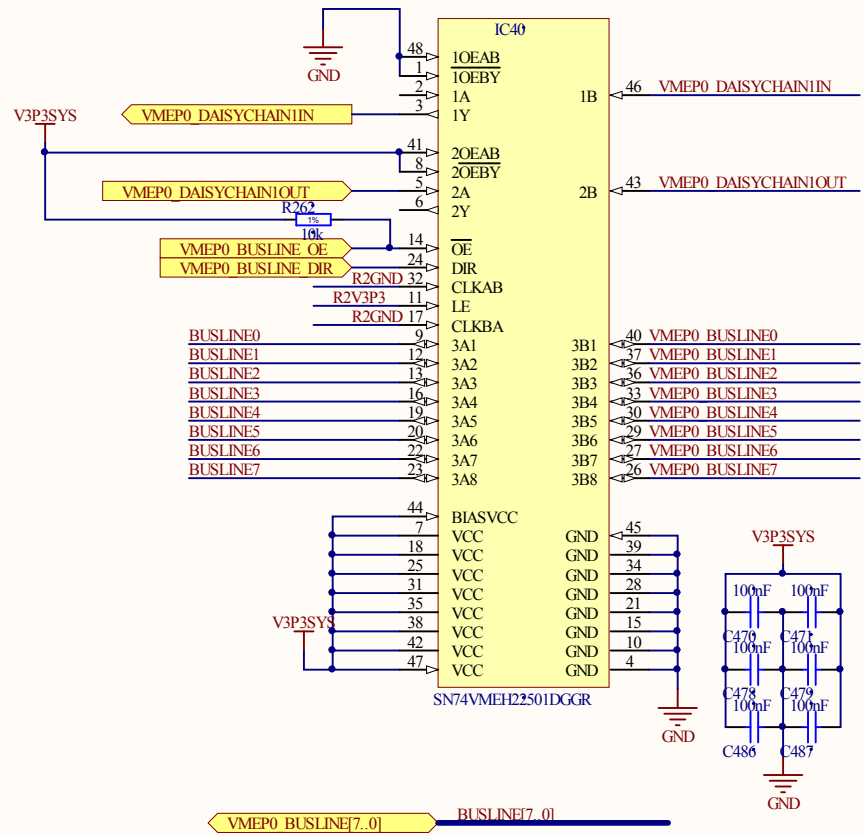 IC40
48 1OEAB
GND 1 1OEBY
2 1A 1B 46 VMEP0_DAISYCHAIN1IN
VMEP0_DAISYCHAIN1IN 3 1Y
V3P3SYS
41 2OEAB
8 2OEBY
VMEP0_DAISYCHAIN1OUT 5 2A 2B 43 VMEP0_DAISYCHAIN1OUT
6 2Y
R262
1%
10k
VMEP0_BUSLINE_OE 14 OE
VMEP0_BUSLINE_DIR 24 DIR
R2GND 32 CLKAB
R2V3P3 11 LE
R2GND 17 CLKBA
BUSLINE0 9 3A1 3B1 40 VMEP0_BUSLINE0
BUSLINE1 12 3A2 3B2 37 VMEP0_BUSLINE1
BUSLINE2 13 3A3 3B3 36 VMEP0_BUSLINE2
BUSLINE3 16 3A4 3B4 33 VMEP0_BUSLINE3
BUSLINE4 19 3A5 3B5 30 VMEP0_BUSLINE4
BUSLINE5 20 3A6 3B6 29 VMEP0_BUSLINE5
BUSLINE6 22 3A7 3B7 27 VMEP0_BUSLINE6
BUSLINE7 23 3A8 3B8 26 VMEP0_BUSLINE7
44 BIASVCC
7 VCC GND 45
18 VCC GND 39
25 VCC GND 34
31 VCC GND 28
35 VCC GND 21
V3P3SYS 38 VCC GND 15
42 VCC GND 10
47 VCC GND 4
SN74VMEH22501DGGR
GND
V3P3SYS
100nF 100nF
C470 C471
100nF 100nF
C478 C479
100nF 100nF
C486 C487
GND
VMEP0_BUSLINE[7..0] BUSLINE[7..0]